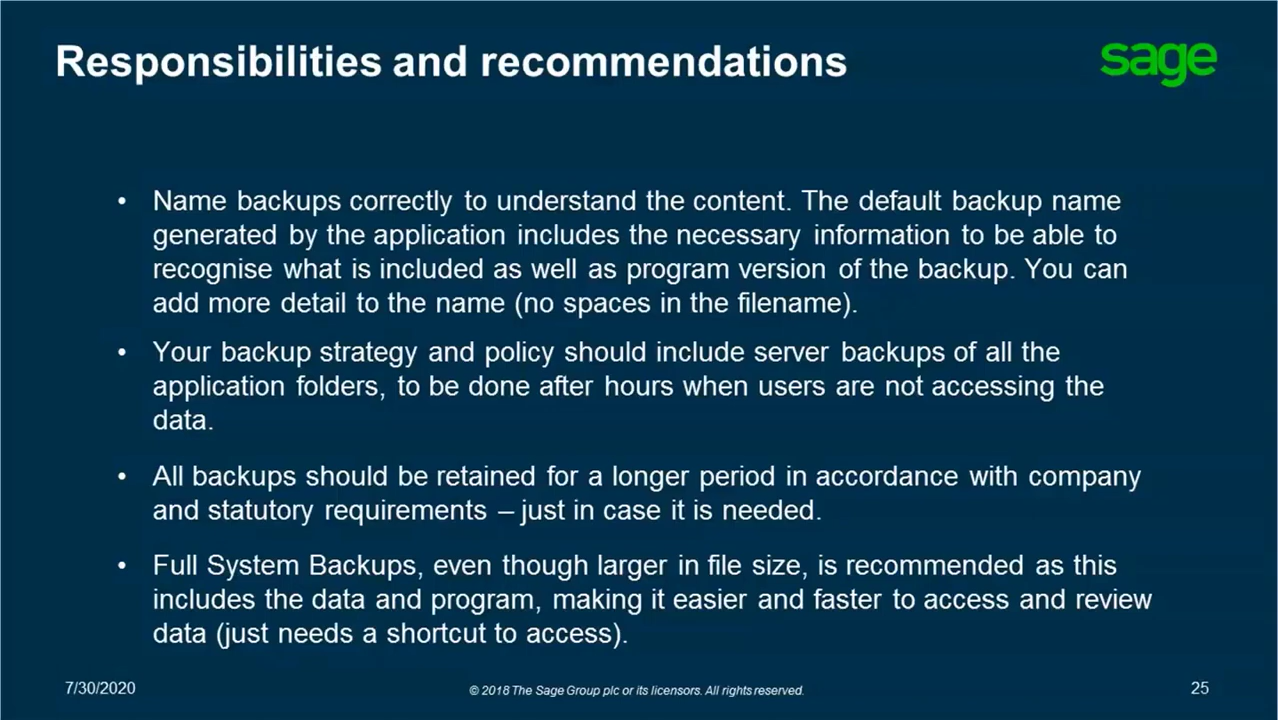 Responsibilities and recommendations
sage
• Name backups correctly to understand the content. The default backup name
generated by the application includes the necessary information to be able to
recognise what is included as well as program version of the backup. You can
add more detail to the name (no spaces in the filename).
• Your backup strategy and policy should include server backups of all the
application folders, to be done after hours when users are not accessing the
data.
• All backups should be retained for a longer period in accordance with company
and statutory requirements – just in case it is needed.
• Full System Backups, even though larger in file size, is recommended as this
includes the data and program, making it easier and faster to access and review
data (just needs a shortcut to access).
7/30/2020
© 2018 The Sage Group plc or its licensors. All rights reserved.
25